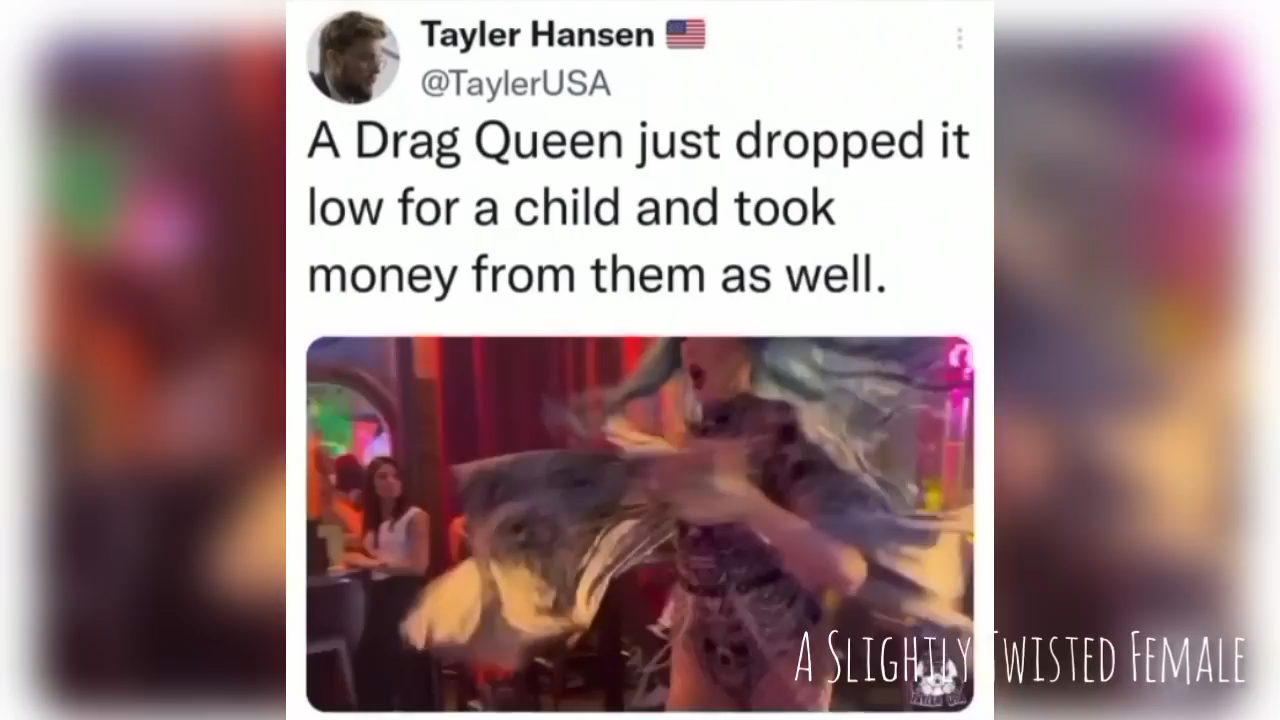 Tayler Hansen
@TaylerUSA
A Drag Queen just dropped it
low for a child and took
money from them as well.
A Slightly Twisted Female